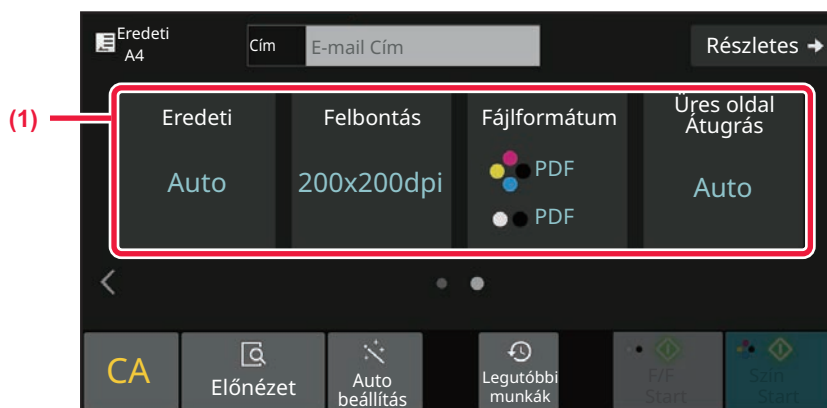 Eredeti
A4
Cím
E-mail Cím
Részletes
(1)
Eredeti
Felbontás
Fájlformátum
Üres oldal
Átugrás
Auto
200x200dpi
PDF
PDF
Auto
CA
Előnézet
Auto
beállítás
Legutóbbi
munkák
F/F
Start
Szín
Start